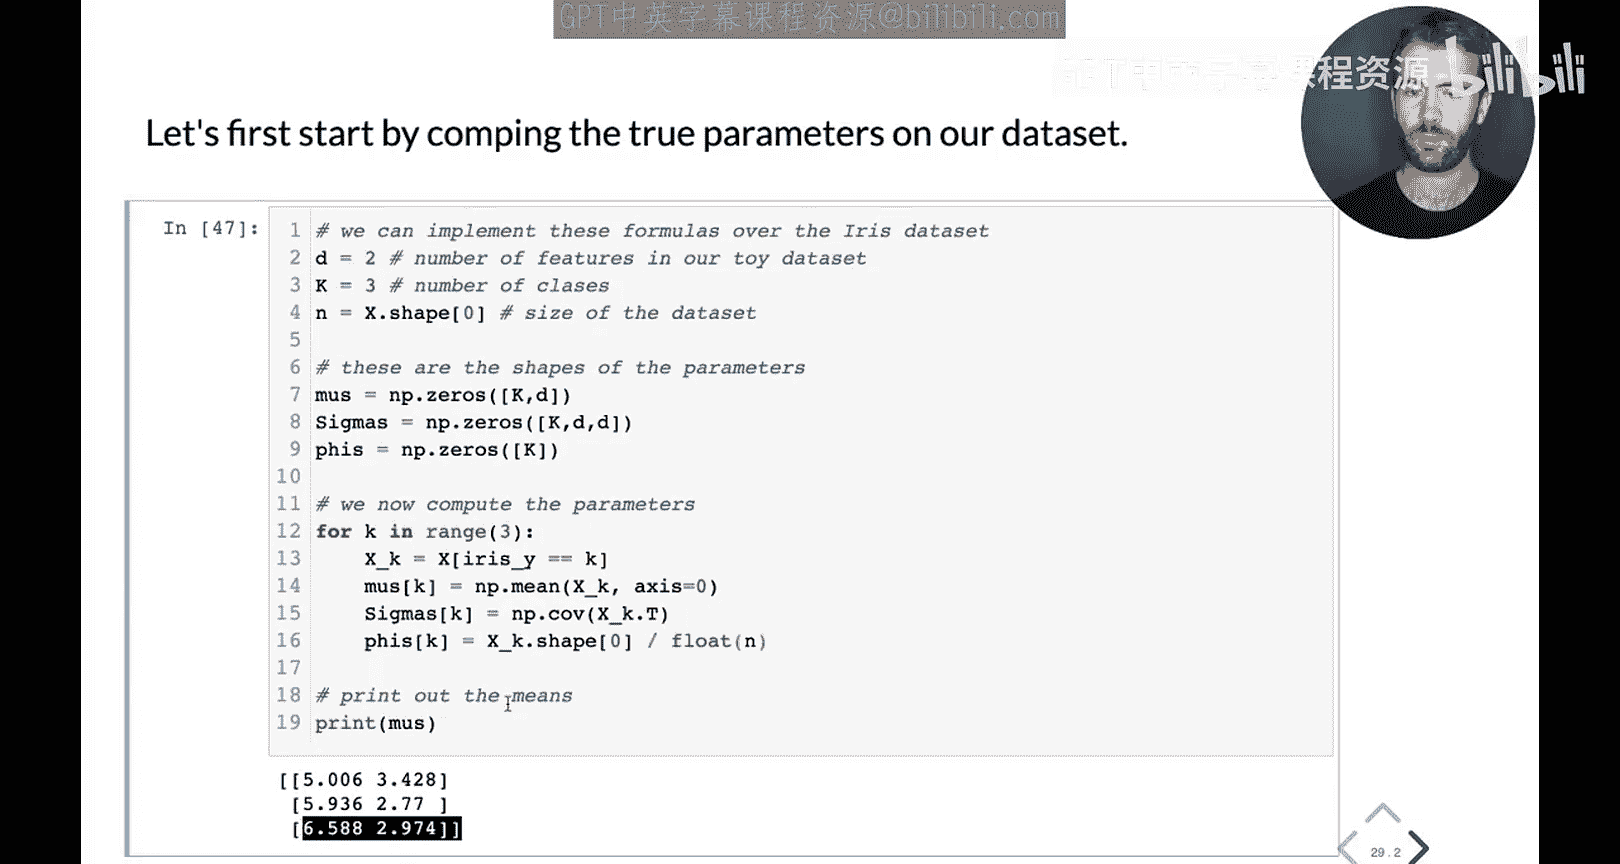 GPT中英字幕课程资源@bilibili.com
课程资源 bilibili
Let's first start by comping the true parameters on our dataset.
In [47]:
1 # we can implement these formulas over the Iris dataset
2 d = 2 # number of features in our toy dataset
3 K = 3 # number of clases
4 n = X.shape[0] # size of the dataset
5
6 # these are the shapes of the parameters
7 mus = np.zeros([K,d])
8 Sigmas = np.zeros([K,d,d])
9 phis = np.zeros([K])
10
11 # we now compute the parameters
12 for k in range(3):
13     X_k = X[iris_y == k]
14     mus[k] = np.mean(X_k, axis=0)
15     Sigmas[k] = np.cov(X_k.T)
16     phis[k] = X_k.shape[0] / float(n)
17
18 # print out the means
19 print(mus)
[[5.006 3.428]
 [5.936 2.77 ]
 [6.588 2.974]]
29.2